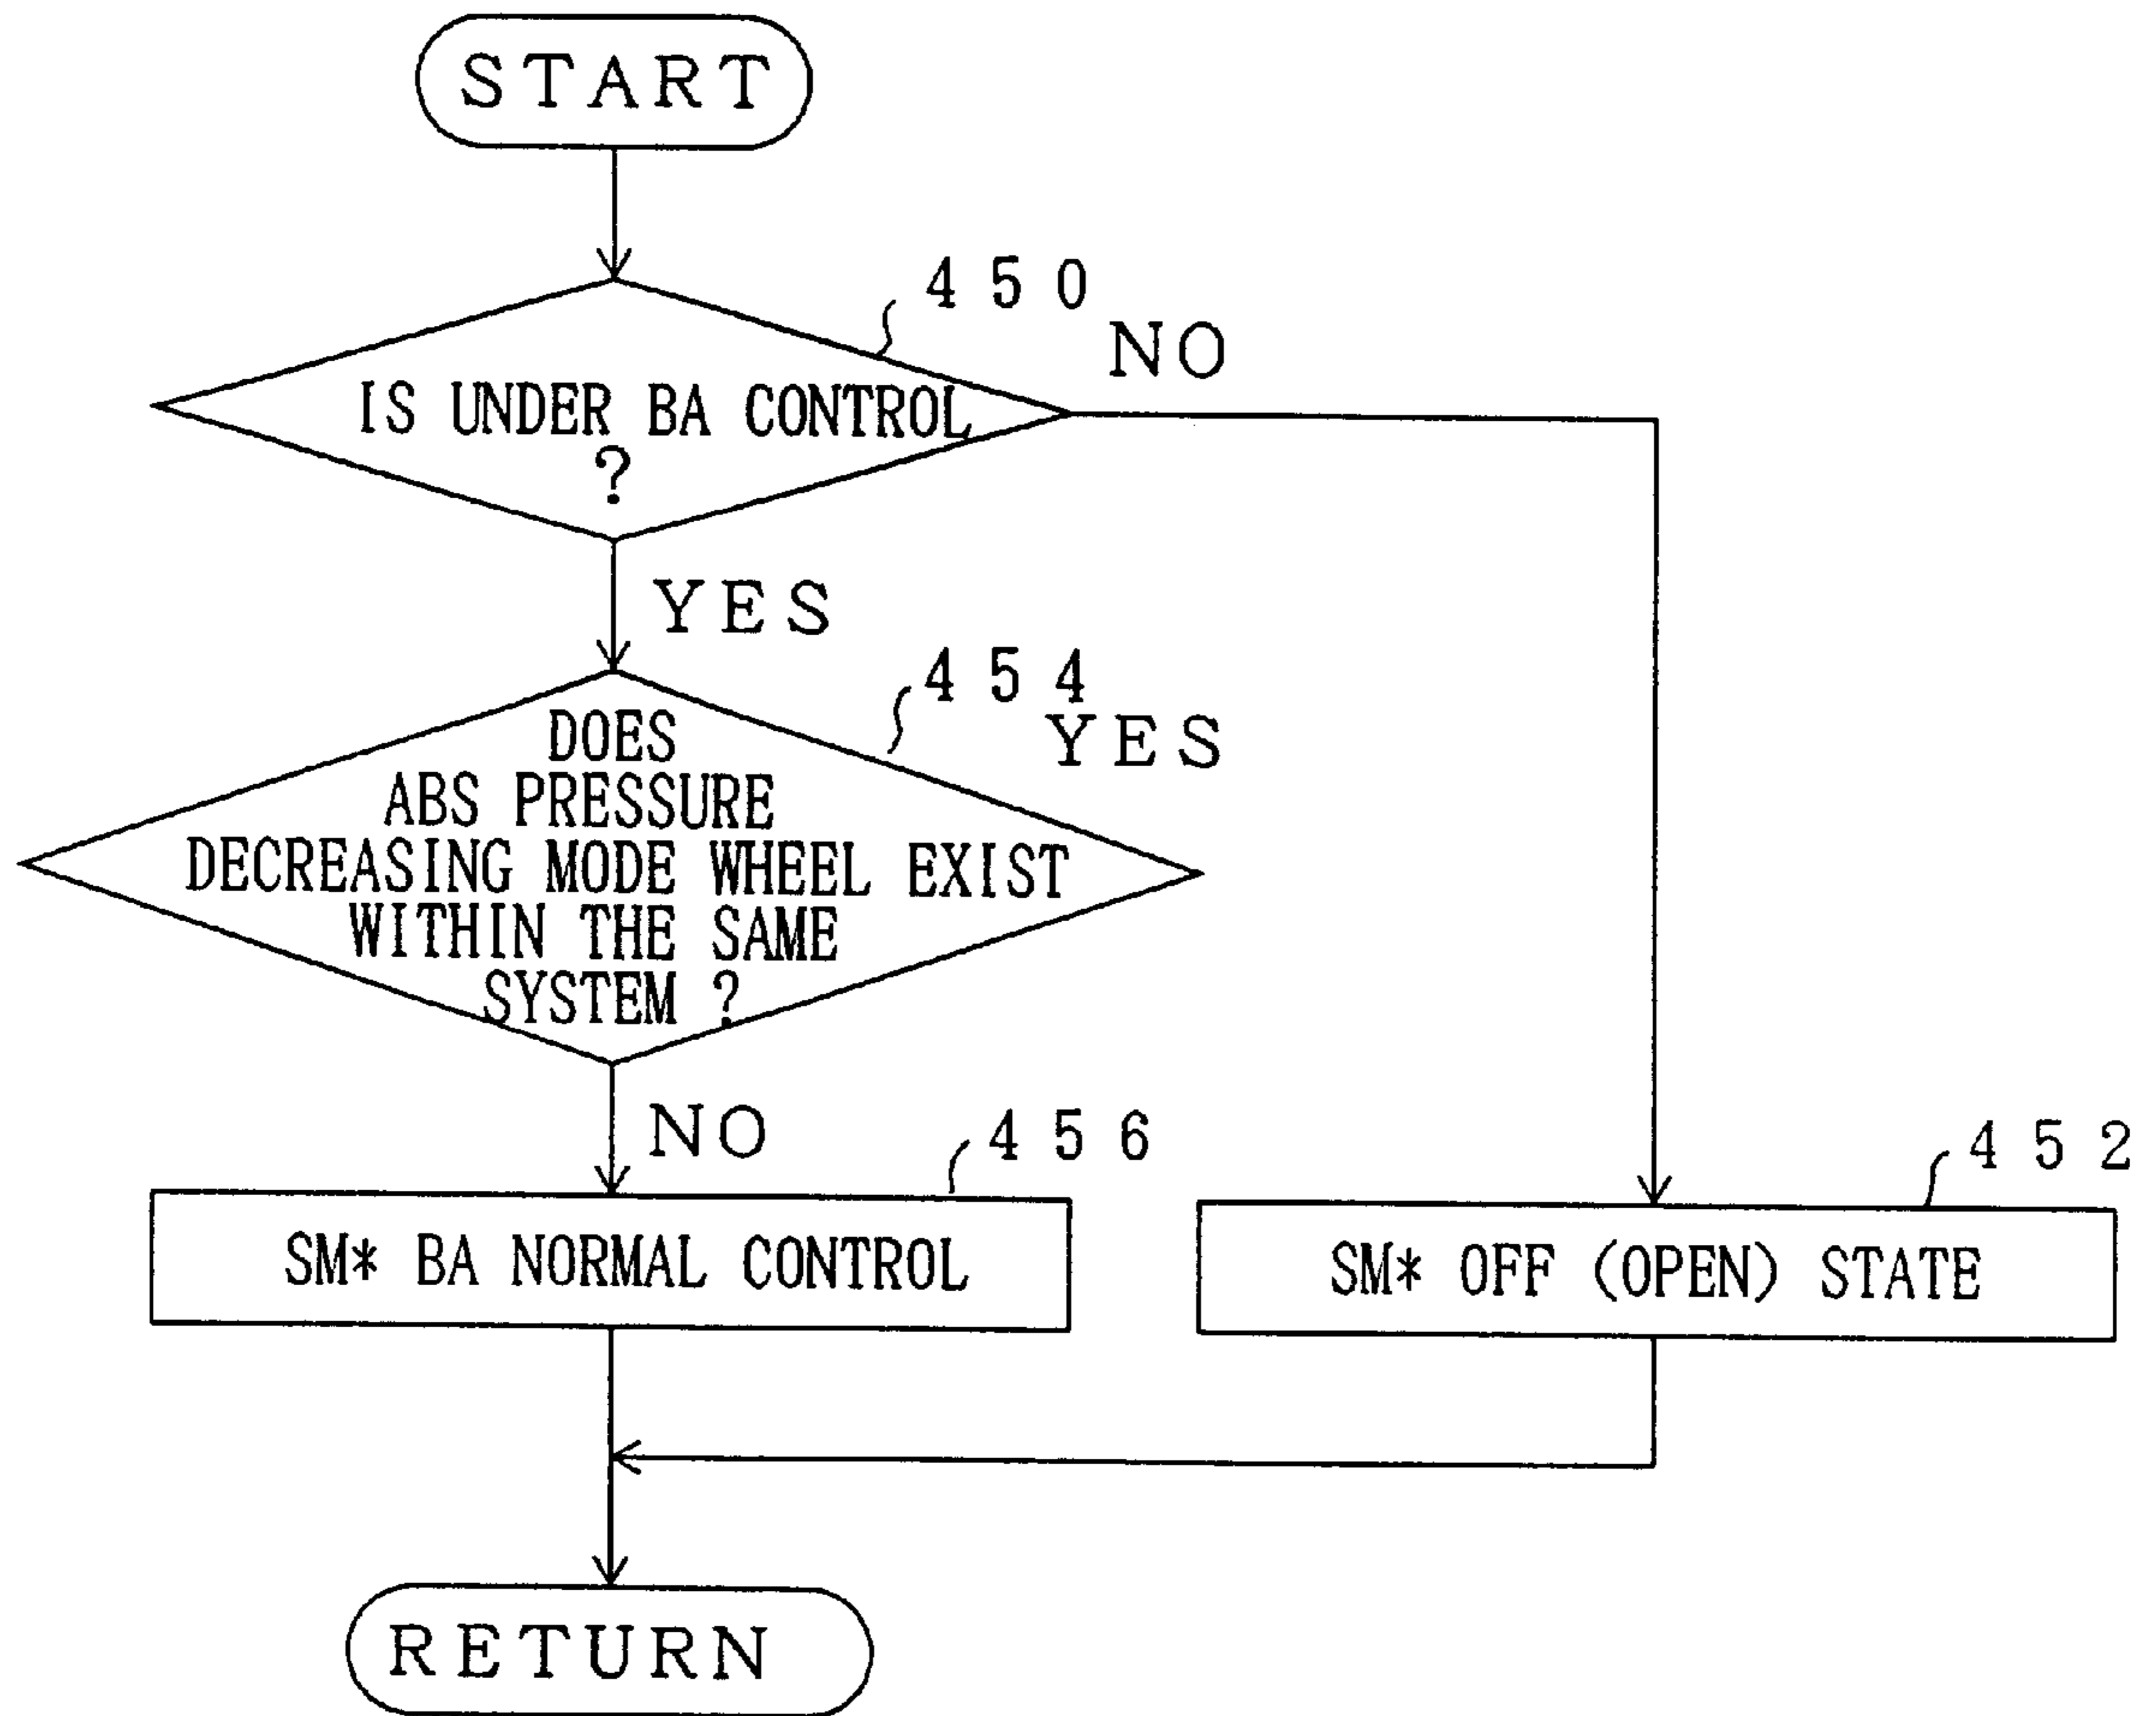 START
450
NO
IS UNDER BA CONTROL
?
YES
454
YES
DOES
ABS PRESSURE
DECREASING MODE WHEEL EXIST
WITHIN THE SAME
SYSTEM ?
NO
456
452
SM* BA NORMAL CONTROL
SM* OFF (OPEN) STATE
RETURN